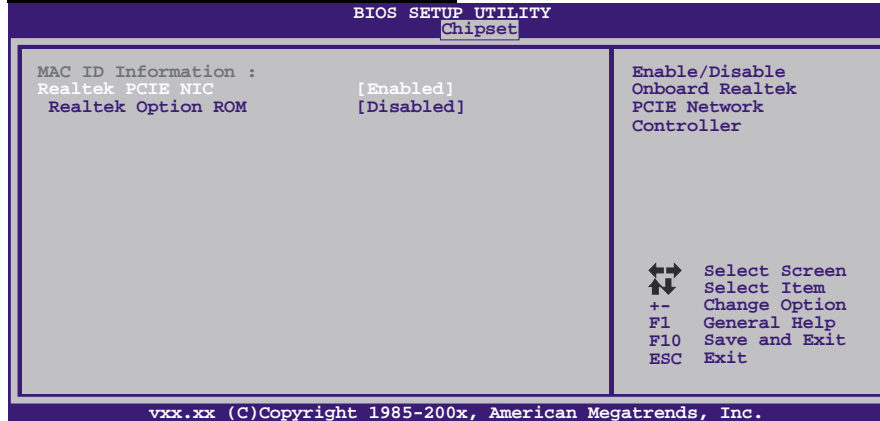 BIOS SETUP UTILITY
Chipset
MAC ID Information :
Realtek PCIE NIC [Enabled]
Realtek Option ROM [Disabled]
Enable/Disable
Onboard Realtek
PCIE Network
Controller
Select Screen
Select Item
+- Change Option
F1 General Help
F10 Save and Exit
ESC Exit
vxx.xx (C)Copyright 1985-200x, American Megatrends, Inc.